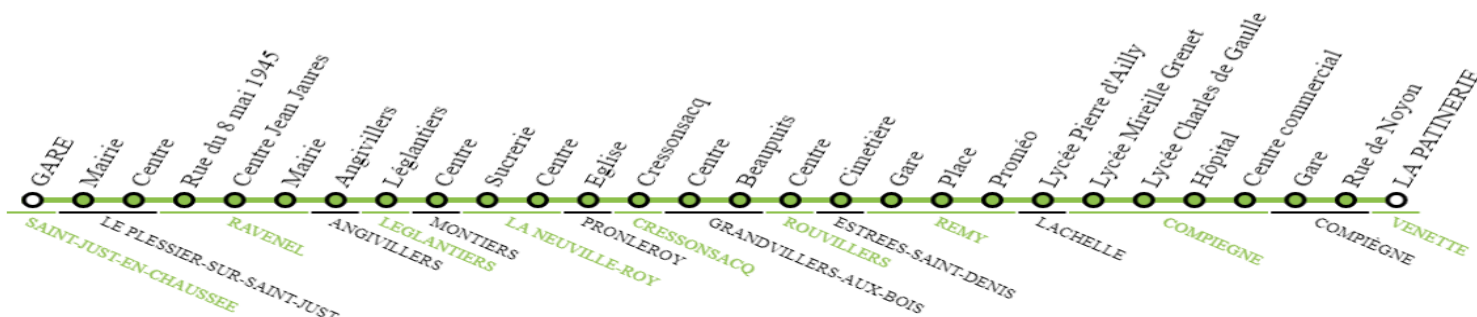 GARE
Mairie
Centre
Rue du 8 mai 1945
Centre Jean Jaures
Mairie
Angivillers
Léglantiers
Centre
Sucrerie
Centre
Eglise
Cressonsacq
Centre
Beaupuits
Centre
Cimetière
Gare
Place
Proméo
Lycée Pierre d'Ailly
Lycée Mireille Grenet
Lycée Charles de Gaulle
Hôpital
Centre commercial
Gare
Rue de Noyon
LA PATINERIE
SAINT-JUST-EN-CHAUSSEE
LE PLESSIER-SUR-SAINT-JUST
RAVENEL
ANGIVILLERS
LEGLANTIERS
MONTIERS
LA NEUVILLE-ROY
PRONLEROY
CRESSONSACQ
GRANDVILLERS-AUX-BOIS
ROUVILLERS
ESTREES-SAINT-DENIS
REMY
LACHELLE
COMPIEGNE
COMPIÈGNE
VENETTE